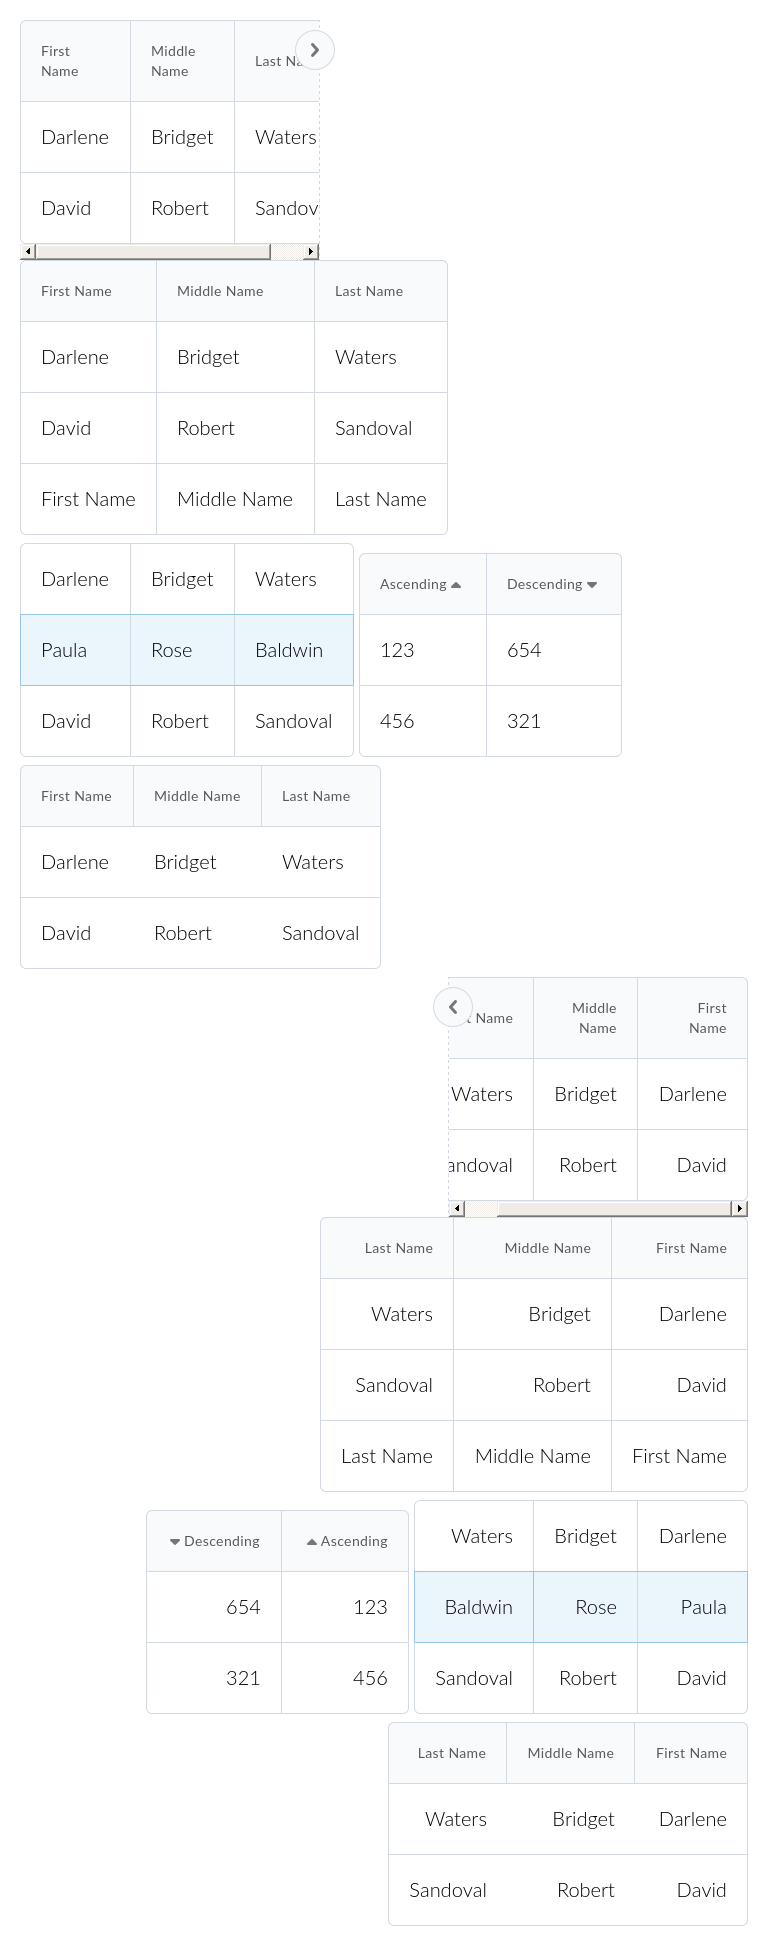 First Name Middle Name Last Na
Darlene Bridget Waters
David Robert Sandov
First Name Middle Name Last Name
Darlene Bridget Waters
David Robert Sandoval
First Name Middle Name Last Name
Darlene Bridget Waters
Paula Rose Baldwin
David Robert Sandoval
Ascending Descending
123 654
456 321
First Name Middle Name Last Name
Darlene Bridget Waters
David Robert Sandoval
t Name Middle Name First Name
Waters Bridget Darlene
andoval Robert David
Last Name Middle Name First Name
Waters Bridget Darlene
Sandoval Robert David
Last Name Middle Name First Name
Descending Ascending
654 123
321 456
Waters Bridget Darlene
Baldwin Rose Paula
Sandoval Robert David
Last Name Middle Name First Name
Waters Bridget Darlene
Sandoval Robert David